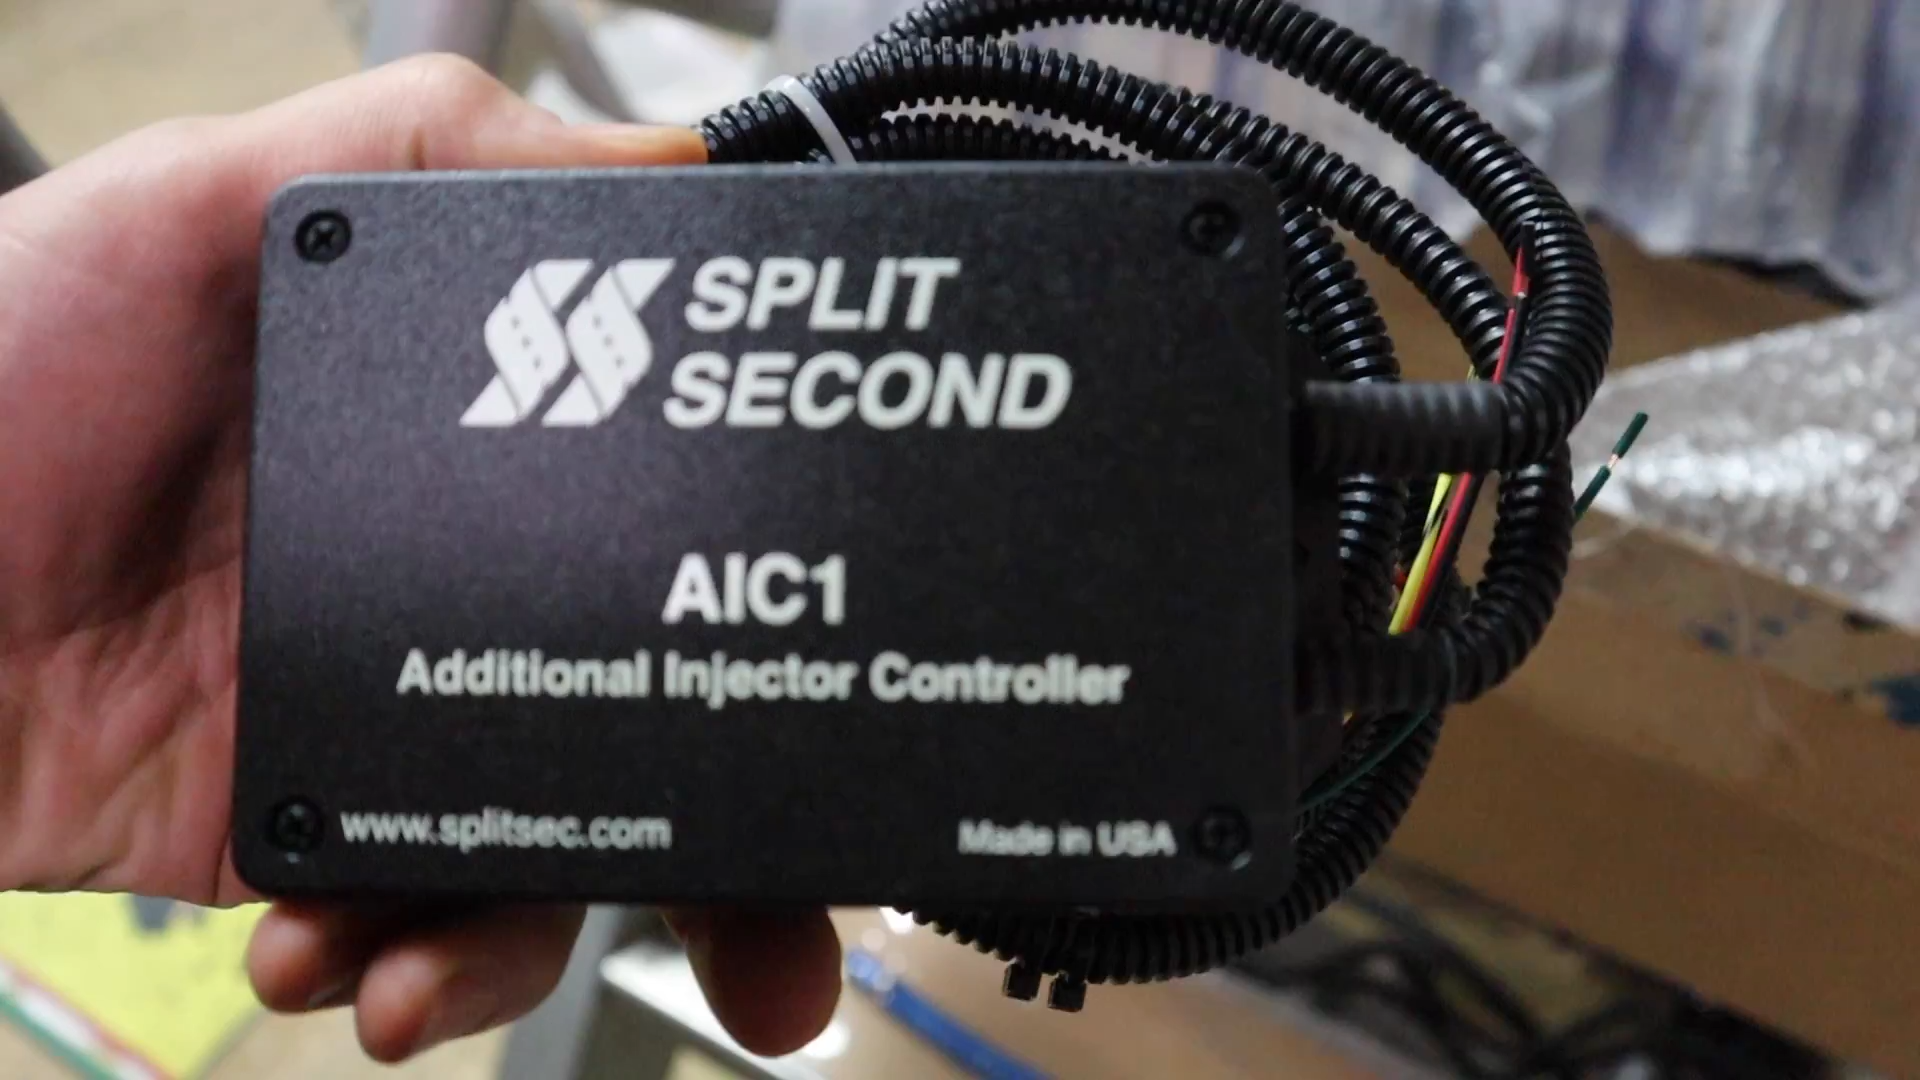 SPLIT
SECOND
AIC1
Additional Injector Controller
www.splitsec.com
Made in USA